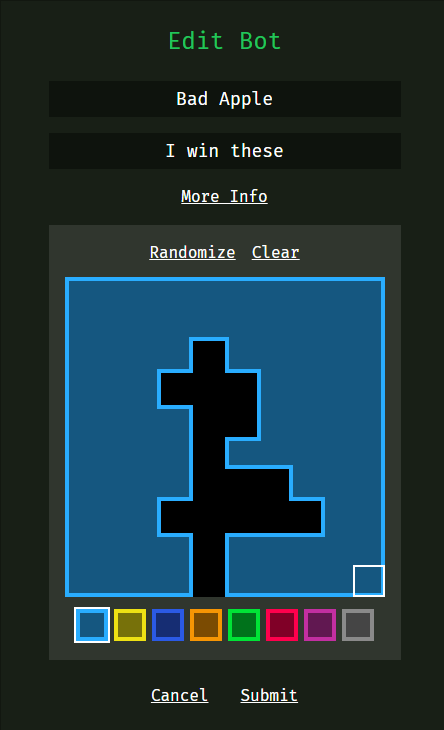 Edit Bot
Bad Apple
I win these
More Info
Randomize Clear
Cancel Submit